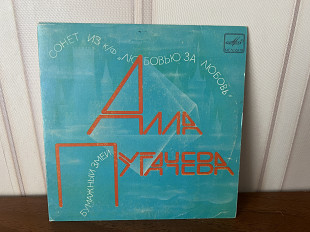 СОНЕТ ИЗ К/Ф „ЛЮБОВЬЮ ЗА ЛЮБОВЬ"
АЛЛА
ПУГАЧЕВА
БУМАЖНЫЙ ЗМЕЙ